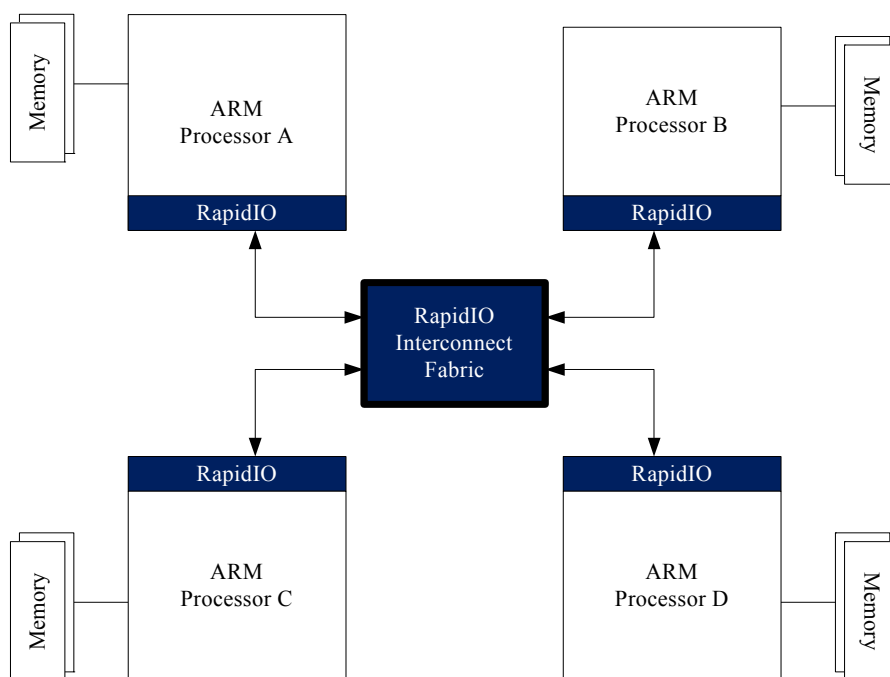 Memory
ARM
Processor A
RapidIO
ARM
Processor B
RapidIO
Memory
RapidIO
Interconnect
Fabric
Memory
RapidIO
ARM
Processor C
RapidIO
ARM
Processor D
Memory